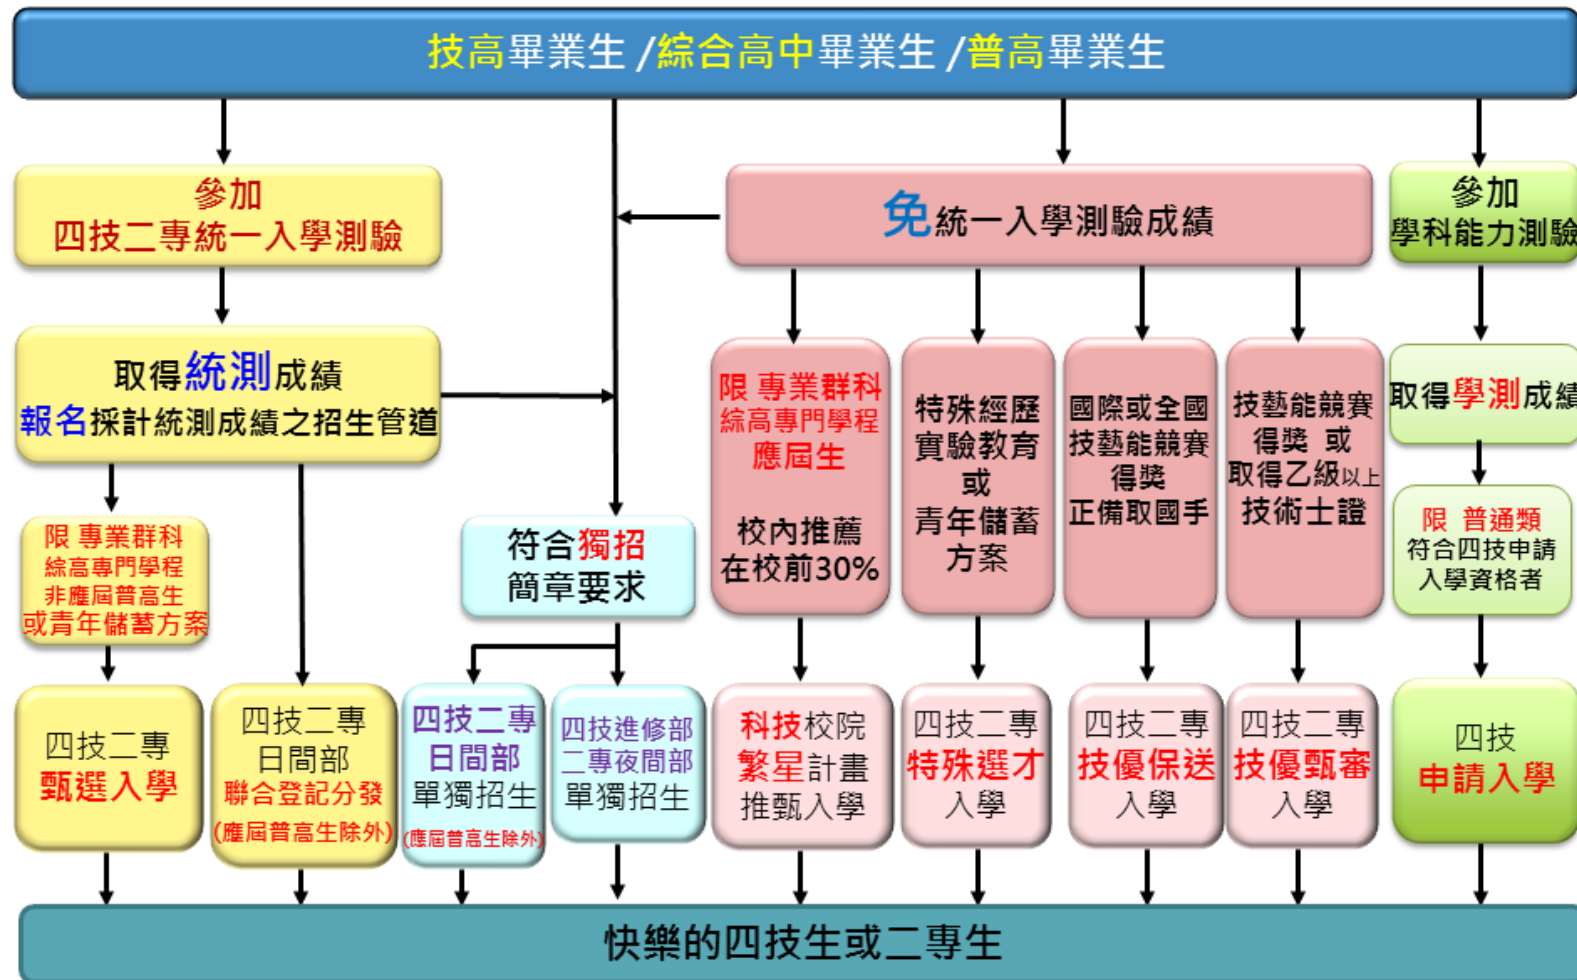 技高畢業生 /綜合高中畢業生 /普高畢業生
參加
四技二專統一入學測驗
免統一入學測驗成績
參加
學科能力測驗
取得統測成績
報名採計統測成績之招生管道
限 專業群科
綜高專門學程
應屆生
校內推薦
在校前30%
特殊經歷
實驗教育
或
青年儲蓄
方案
國際或全國
技藝能競賽
得獎
正備取國手
技藝能競賽
得獎 或
取得乙級以上
技術士證
取得學測成績
限 專業群科
綜高專門學程
非應屆普高生
或青年儲蓄方案
符合獨招
簡章要求
限 普通類
符合四技申請
入學資格者
四技二專
甄選入學
四技二專
日間部
聯合登記分發
(應屆普高生除外)
四技二專
日間部
單獨招生
(應屆普高生除外)
四技進修部
二專夜間部
單獨招生
科技校院
繁星計畫
推甄入學
四技二專
特殊選才
入學
四技二專
技優保送
入學
四技二專
技優甄審
入學
四技
申請入學
快樂的四技生或二專生